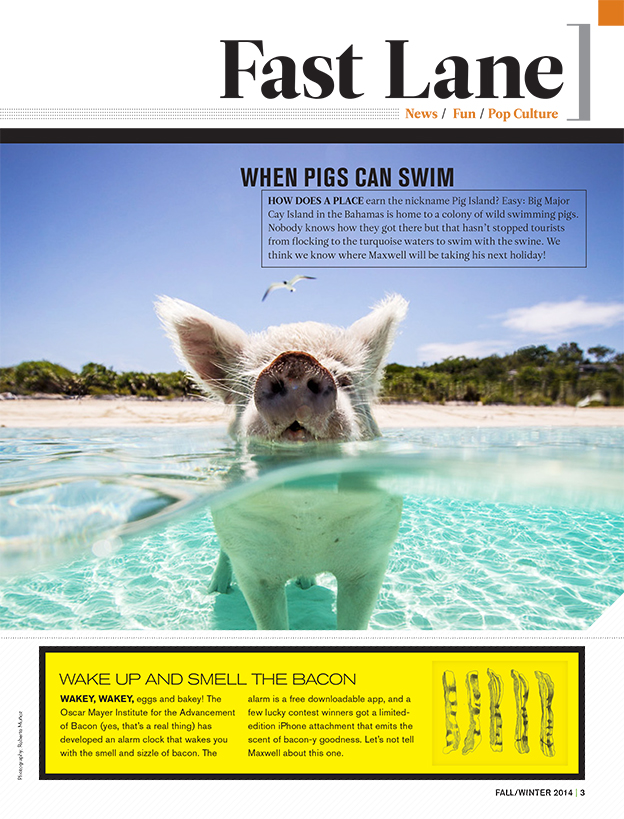 Fast Lane
News / Fun / Pop Culture
WHEN PIGS CAN SWIM
HOW DOES A PLACE earn the nickname Pig Island? Easy: Big Major
Cay Island in the Bahamas is home to a colony of wild swimming pigs.
Nobody knows how they got there but that hasn't stopped tourists
from flocking to the turquoise waters to swim with the swine. We
think we know where Maxwell will be taking his next holiday!
WAKE UP AND SMELL THE BACON
WAKEY, WAKEY, eggs and bakey! The
Oscar Mayer Institute for the Advancement
of Bacon (yes, that's a real thing) has
developed an alarm clock that wakes you
with the smell and sizzle of bacon. The
alarm is a free downloadable app, and a
few lucky contest winners got a limited-
edition iPhone attachment that emits the
scent of bacon-y goodness. Let's not tell
Maxwell about this one.
Photography: Roberto Muñoz
FALL/WINTER 2014 | 3